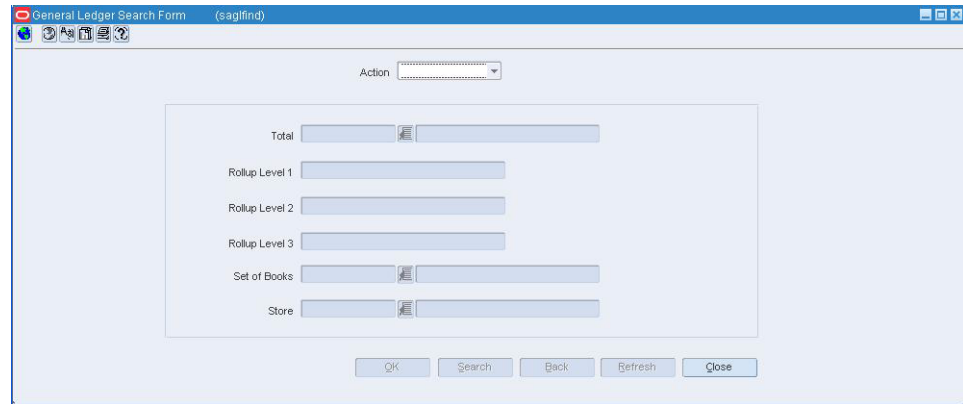 General Ledger Search Form (saglfind)
Action
Total
Rollup Level 1
Rollup Level 2
Rollup Level 3
Set of Books
Store
OK Search Back Refresh Close